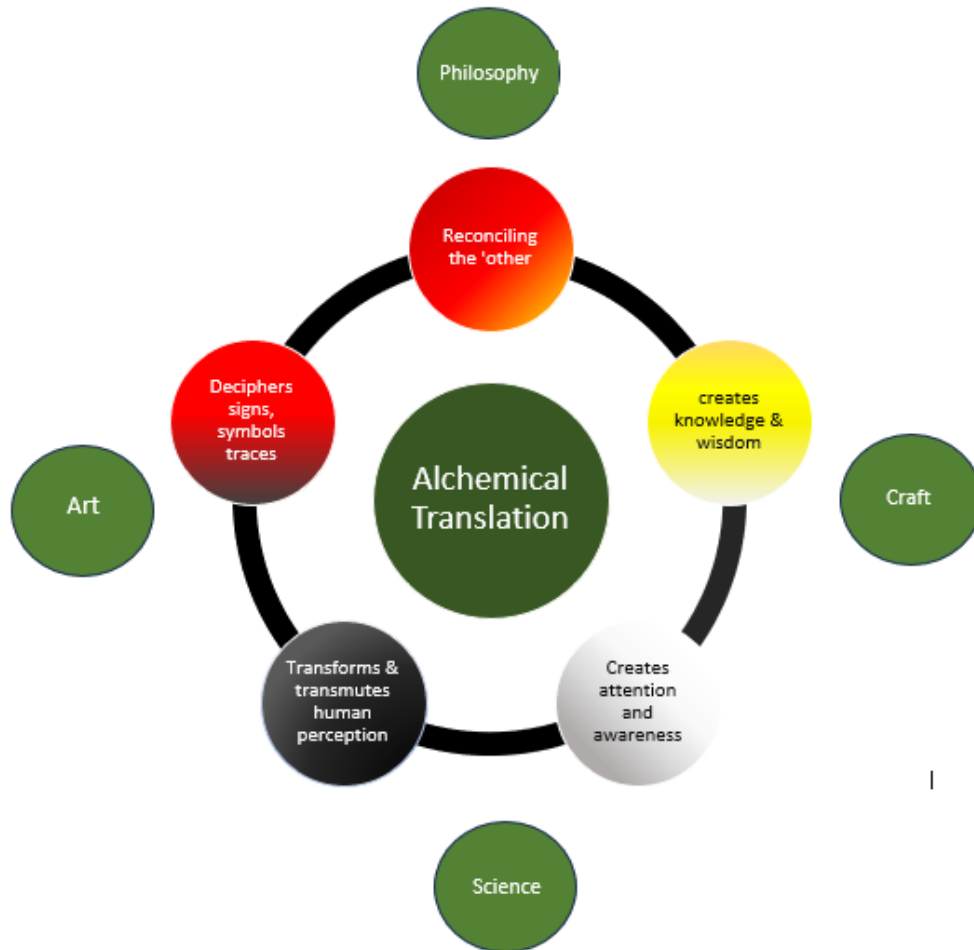 Philosophy
Reconciling
the 'other
Deciphers
signs,
symbols
traces
creates
knowledge &
wisdom
Alchemical
Translation
Art
Craft
Transforms &
transmutes
human
perception
Creates
attention
and
awareness
Science